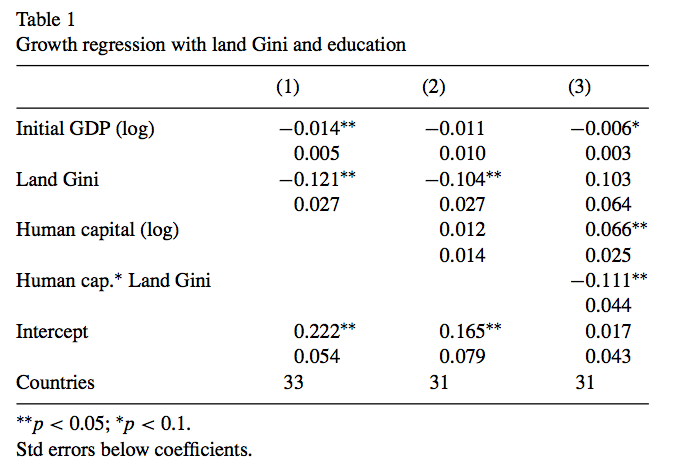 Table 1
Growth regression with land Gini and education
(1) (2) (3)
Initial GDP (log) −0.014** −0.011 −0.006*
0.005 0.010 0.003
Land Gini −0.121** −0.104** 0.103
0.027 0.027 0.064
Human capital (log) 0.012 0.066**
0.014 0.025
Human cap.* Land Gini −0.111**
0.044
Intercept 0.222** 0.165** 0.017
0.054 0.079 0.043
Countries 33 31 31
**p < 0.05; *p < 0.1.
Std errors below coefficients.